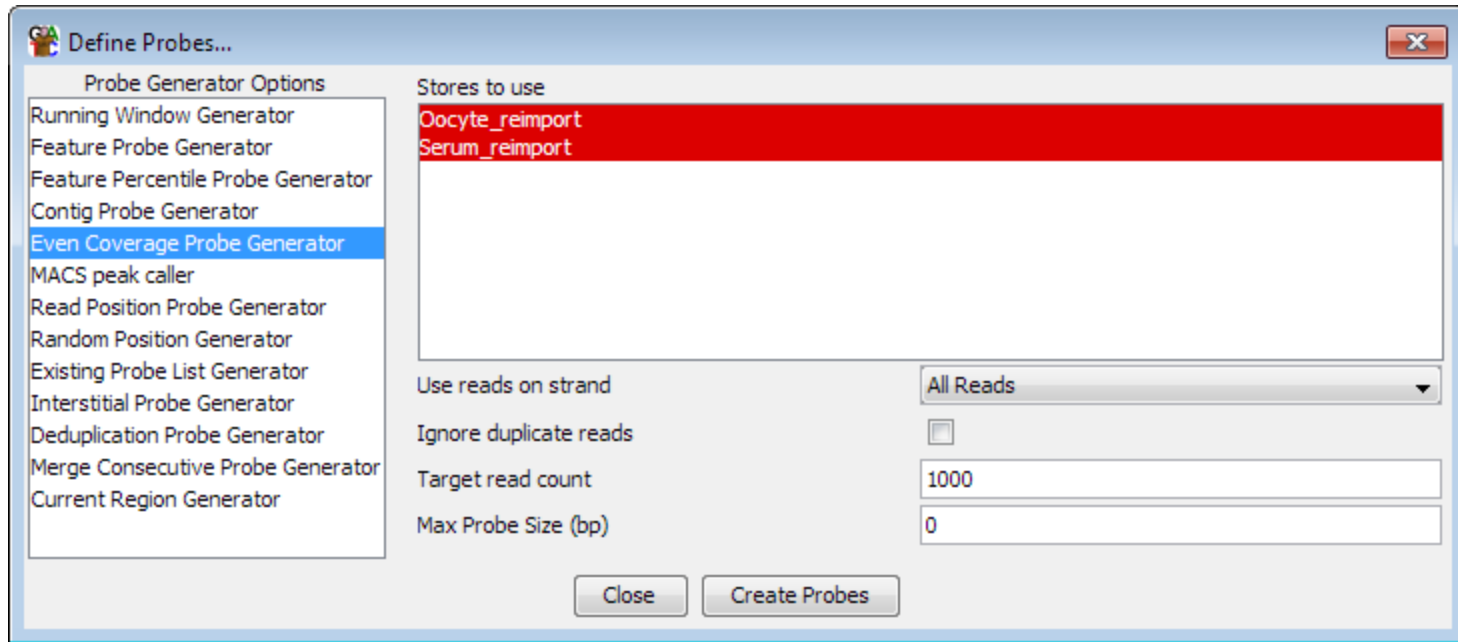 Define Probes...
Probe Generator Options
Running Window Generator
Feature Probe Generator
Feature Percentile Probe Generator
Contig Probe Generator
Even Coverage Probe Generator
MACS peak caller
Read Position Probe Generator
Random Position Generator
Existing Probe List Generator
Interstitial Probe Generator
Deduplication Probe Generator
Merge Consecutive Probe Generator
Current Region Generator
Stores to use
Oocyte_reimport
Serum_reimport
Use reads on strand All Reads
Ignore duplicate reads
Target read count 1000
Max Probe Size (bp) 0
Close Create Probes